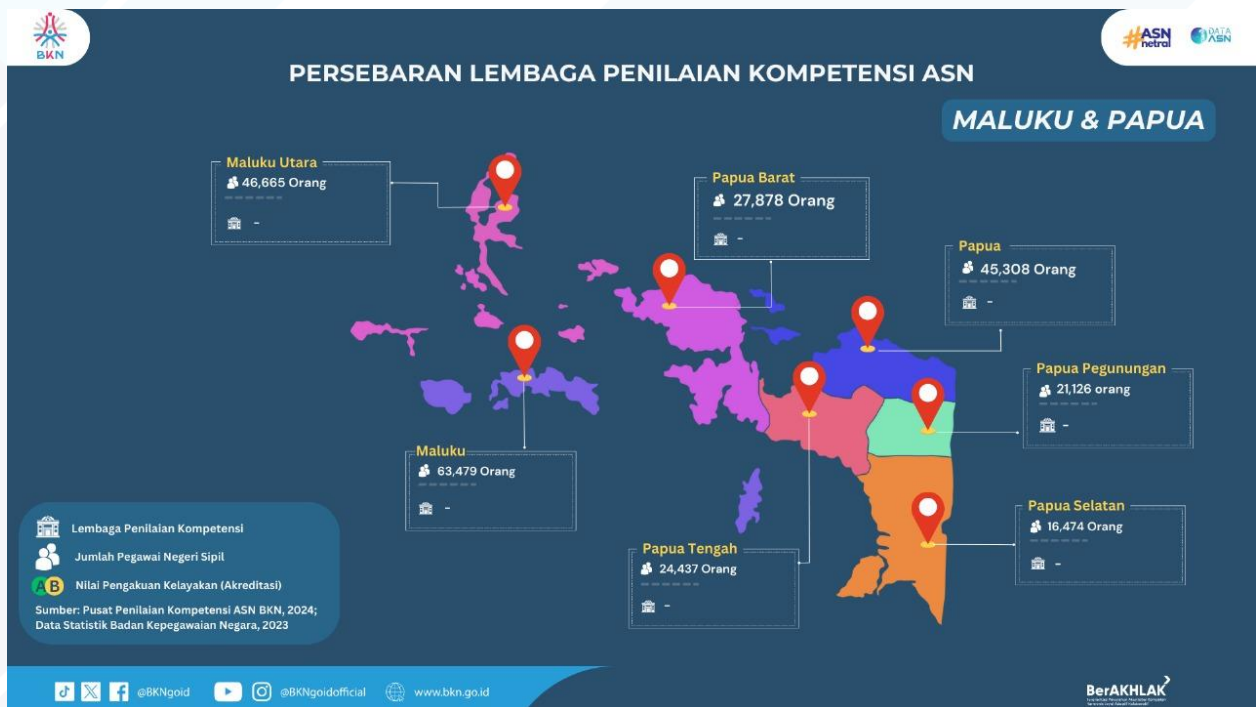 BKN
#ASN
netral
DATA
ASN
PERSEBARAN LEMBAGA PENILAIAN KOMPETENSI ASN
MALUKU & PAPUA
Maluku Utara
46,665 Orang
-
Papua Barat
27,878 Orang
-
Papua
45,308 Orang
-
Papua Pegunungan
21,126 orang
-
Maluku
63,479 Orang
-
Papua Selatan
16,474 Orang
-
Papua Tengah
24,437 Orang
-
Lembaga Penilaian Kompetensi
Jumlah Pegawai Negeri Sipil
A B Nilai Pengakuan Kelayakan (Akreditasi)
Sumber: Pusat Penilaian Kompetensi ASN BKN, 2024;
Data Statistik Badan Kepegawaian Negara, 2023
@BKNgoid @BKNgoidofficial www.bkn.go.id
BerAKHLAK